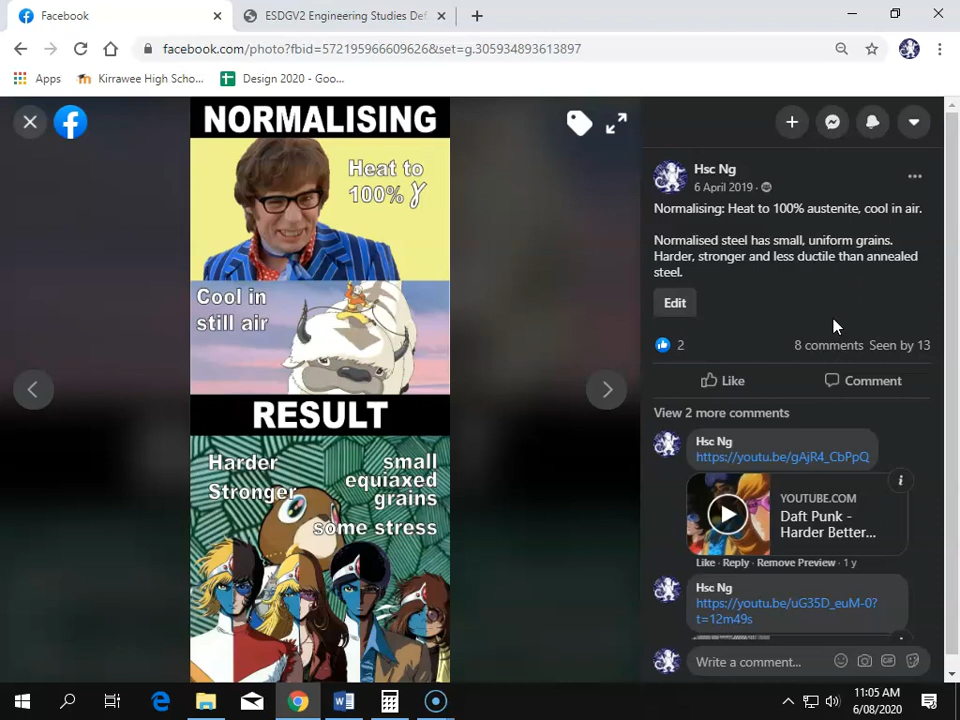 Facebook
ESDGV2 Engineering Studies Def
facebook.com/photo?fbid=572195966609626&set=g.305934893613897
Apps
Kirrawee High Scho...
Design 2020 - Goo...
NORMALISING
Heat to
100% γ
Cool in
still air
RESULT
Harder
Stronger
small
equiaxed
grains
some stress
Hsc Ng
6 April 2019 ·
Normalising: Heat to 100% austenite, cool in air.
Normalised steel has small, uniform grains.
Harder, stronger and less ductile than annealed
steel.
Edit
2
8 comments Seen by 13
Like
Comment
View 2 more comments
Hsc Ng
https://youtu.be/gAjR4_CbPpQ
YOUTUBE.COM
Daft Punk -
Harder Better...
Like · Reply · Remove Preview · 1 y
Hsc Ng
https://youtu.be/uG35D_euM-0?
t=12m49s
Write a comment...
GIF
11:05 AM
6/08/2020